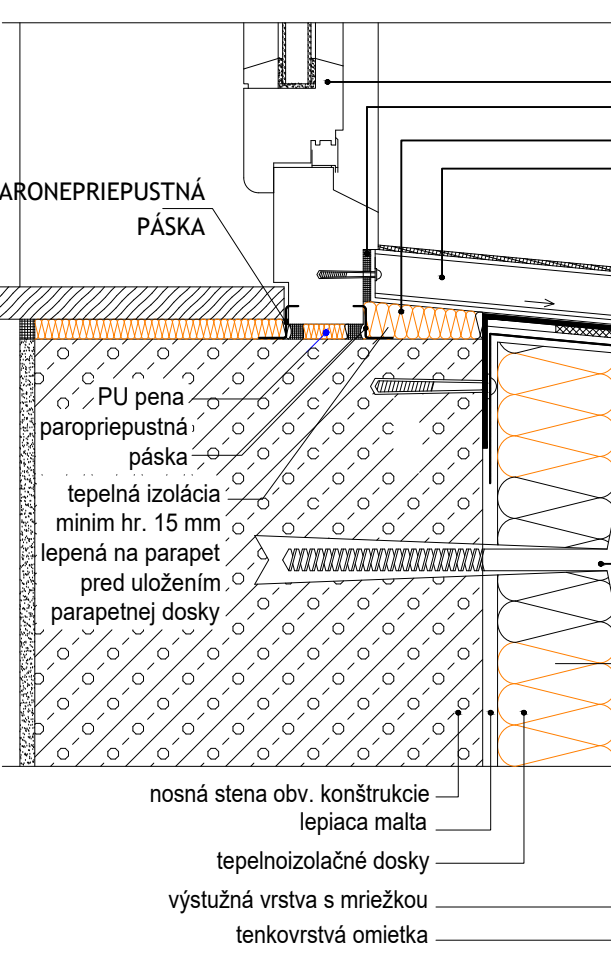 ARONEPRIEPUSTNÁ
PÁSKA
PU pena
paropriepustná
páska
tepelná izolácia
minim hr. 15 mm
lepená na parapet
pred uložením
parapetnej dosky
nosná stena obv. konštrukcie
lepiaca malta
tepelnoizolačné dosky
výstužná vrstva s mriežkou
tenkovrstvá omietka